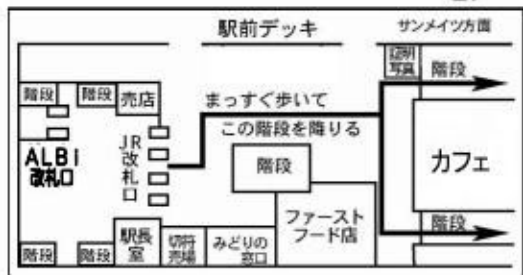 駅前デッキ
サンメイツ方面
証明
写真
階段
階段
階段
売店
まっすぐ歩いて
この階段を降りる
ALBi
改札口
JR改札口
階段
カフェ
ファースト
フード店
階段
階段
階段
駅長
室
切符
売場
みどりの
窓口